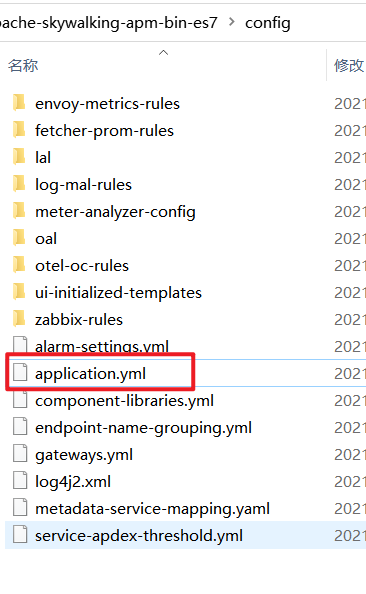 pache-skywalking-apm-bin-es7 > config
名称 修改
envoy-metrics-rules 2021
fetcher-prom-rules 2021
lal 2021
log-mal-rules 2021
meter-analyzer-config 2021
oal 2021
otel-oc-rules 2021
ui-initialized-templates 2021
zabbix-rules 2021
alarm-settings.yml 2021
application.yml 2021
component-libraries.yml 2021
endpoint-name-grouping.yml 2021
gateways.yml 2021
log4j2.xml 2021
metadata-service-mapping.yaml 2021
service-apdex-threshold.yml 2021